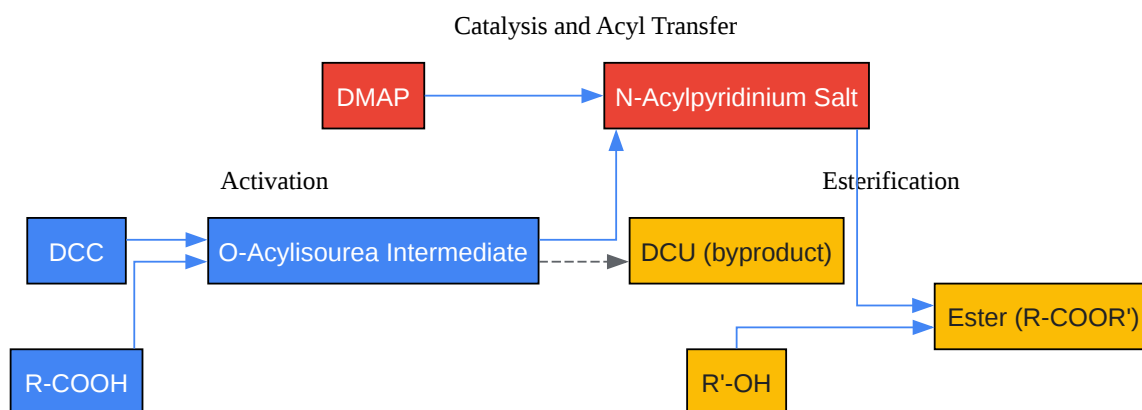 Catalysis and Acyl Transfer
DMAP
N-Acylpyridinium Salt
Activation
Esterification
DCC
O-Acylisourea Intermediate
DCU (byproduct)
Ester (R-COOR')
R-COOH
R'-OH